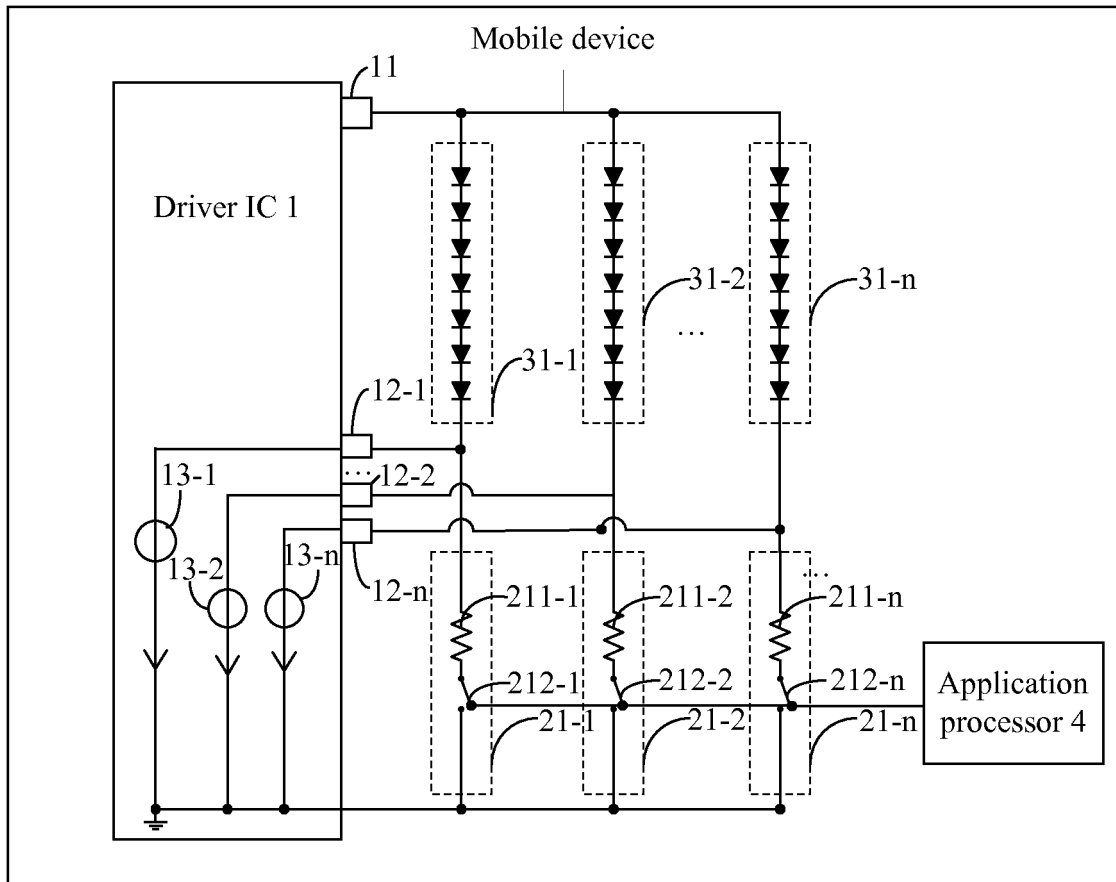 Mobile device
11
Driver IC 1
31-2
31-n
31-1
12-1
... 12-2
13-1
13-2
13-n
12-n
...
...
211-1
211-2
211-n
212-1
212-2
212-n
21-1
21-2
21-n
Application
processor 4